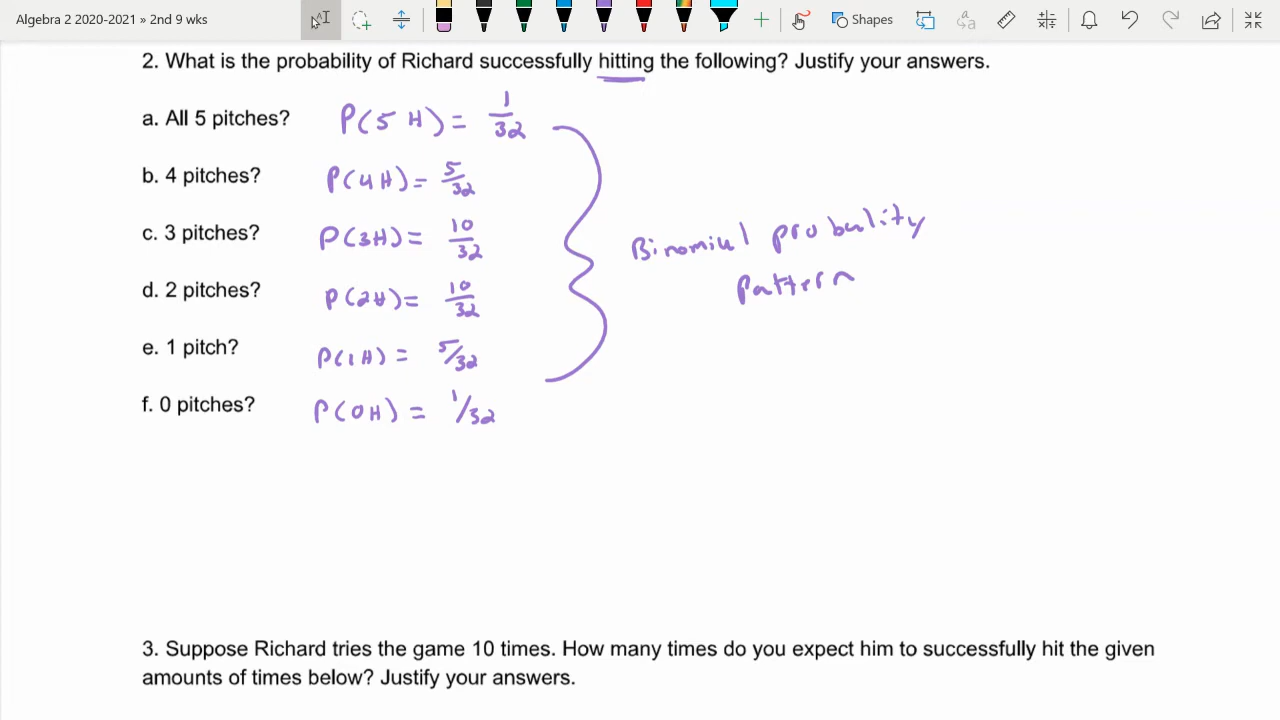 Algebra 2 2020-2021 » 2nd 9 wks
Shapes
2. What is the probability of Richard successfully hitting the following? Justify your answers.
a. All 5 pitches? P(5 H) = 1/32
b. 4 pitches? P(4H) = 5/32
c. 3 pitches? P(3H) = 10/32
d. 2 pitches? P(2H) = 10/32
e. 1 pitch? P(1H) = 5/32
f. 0 pitches? P(0H) = 1/32
Binomial probability
pattern
3. Suppose Richard tries the game 10 times. How many times do you expect him to successfully hit the given
amounts of times below? Justify your answers.